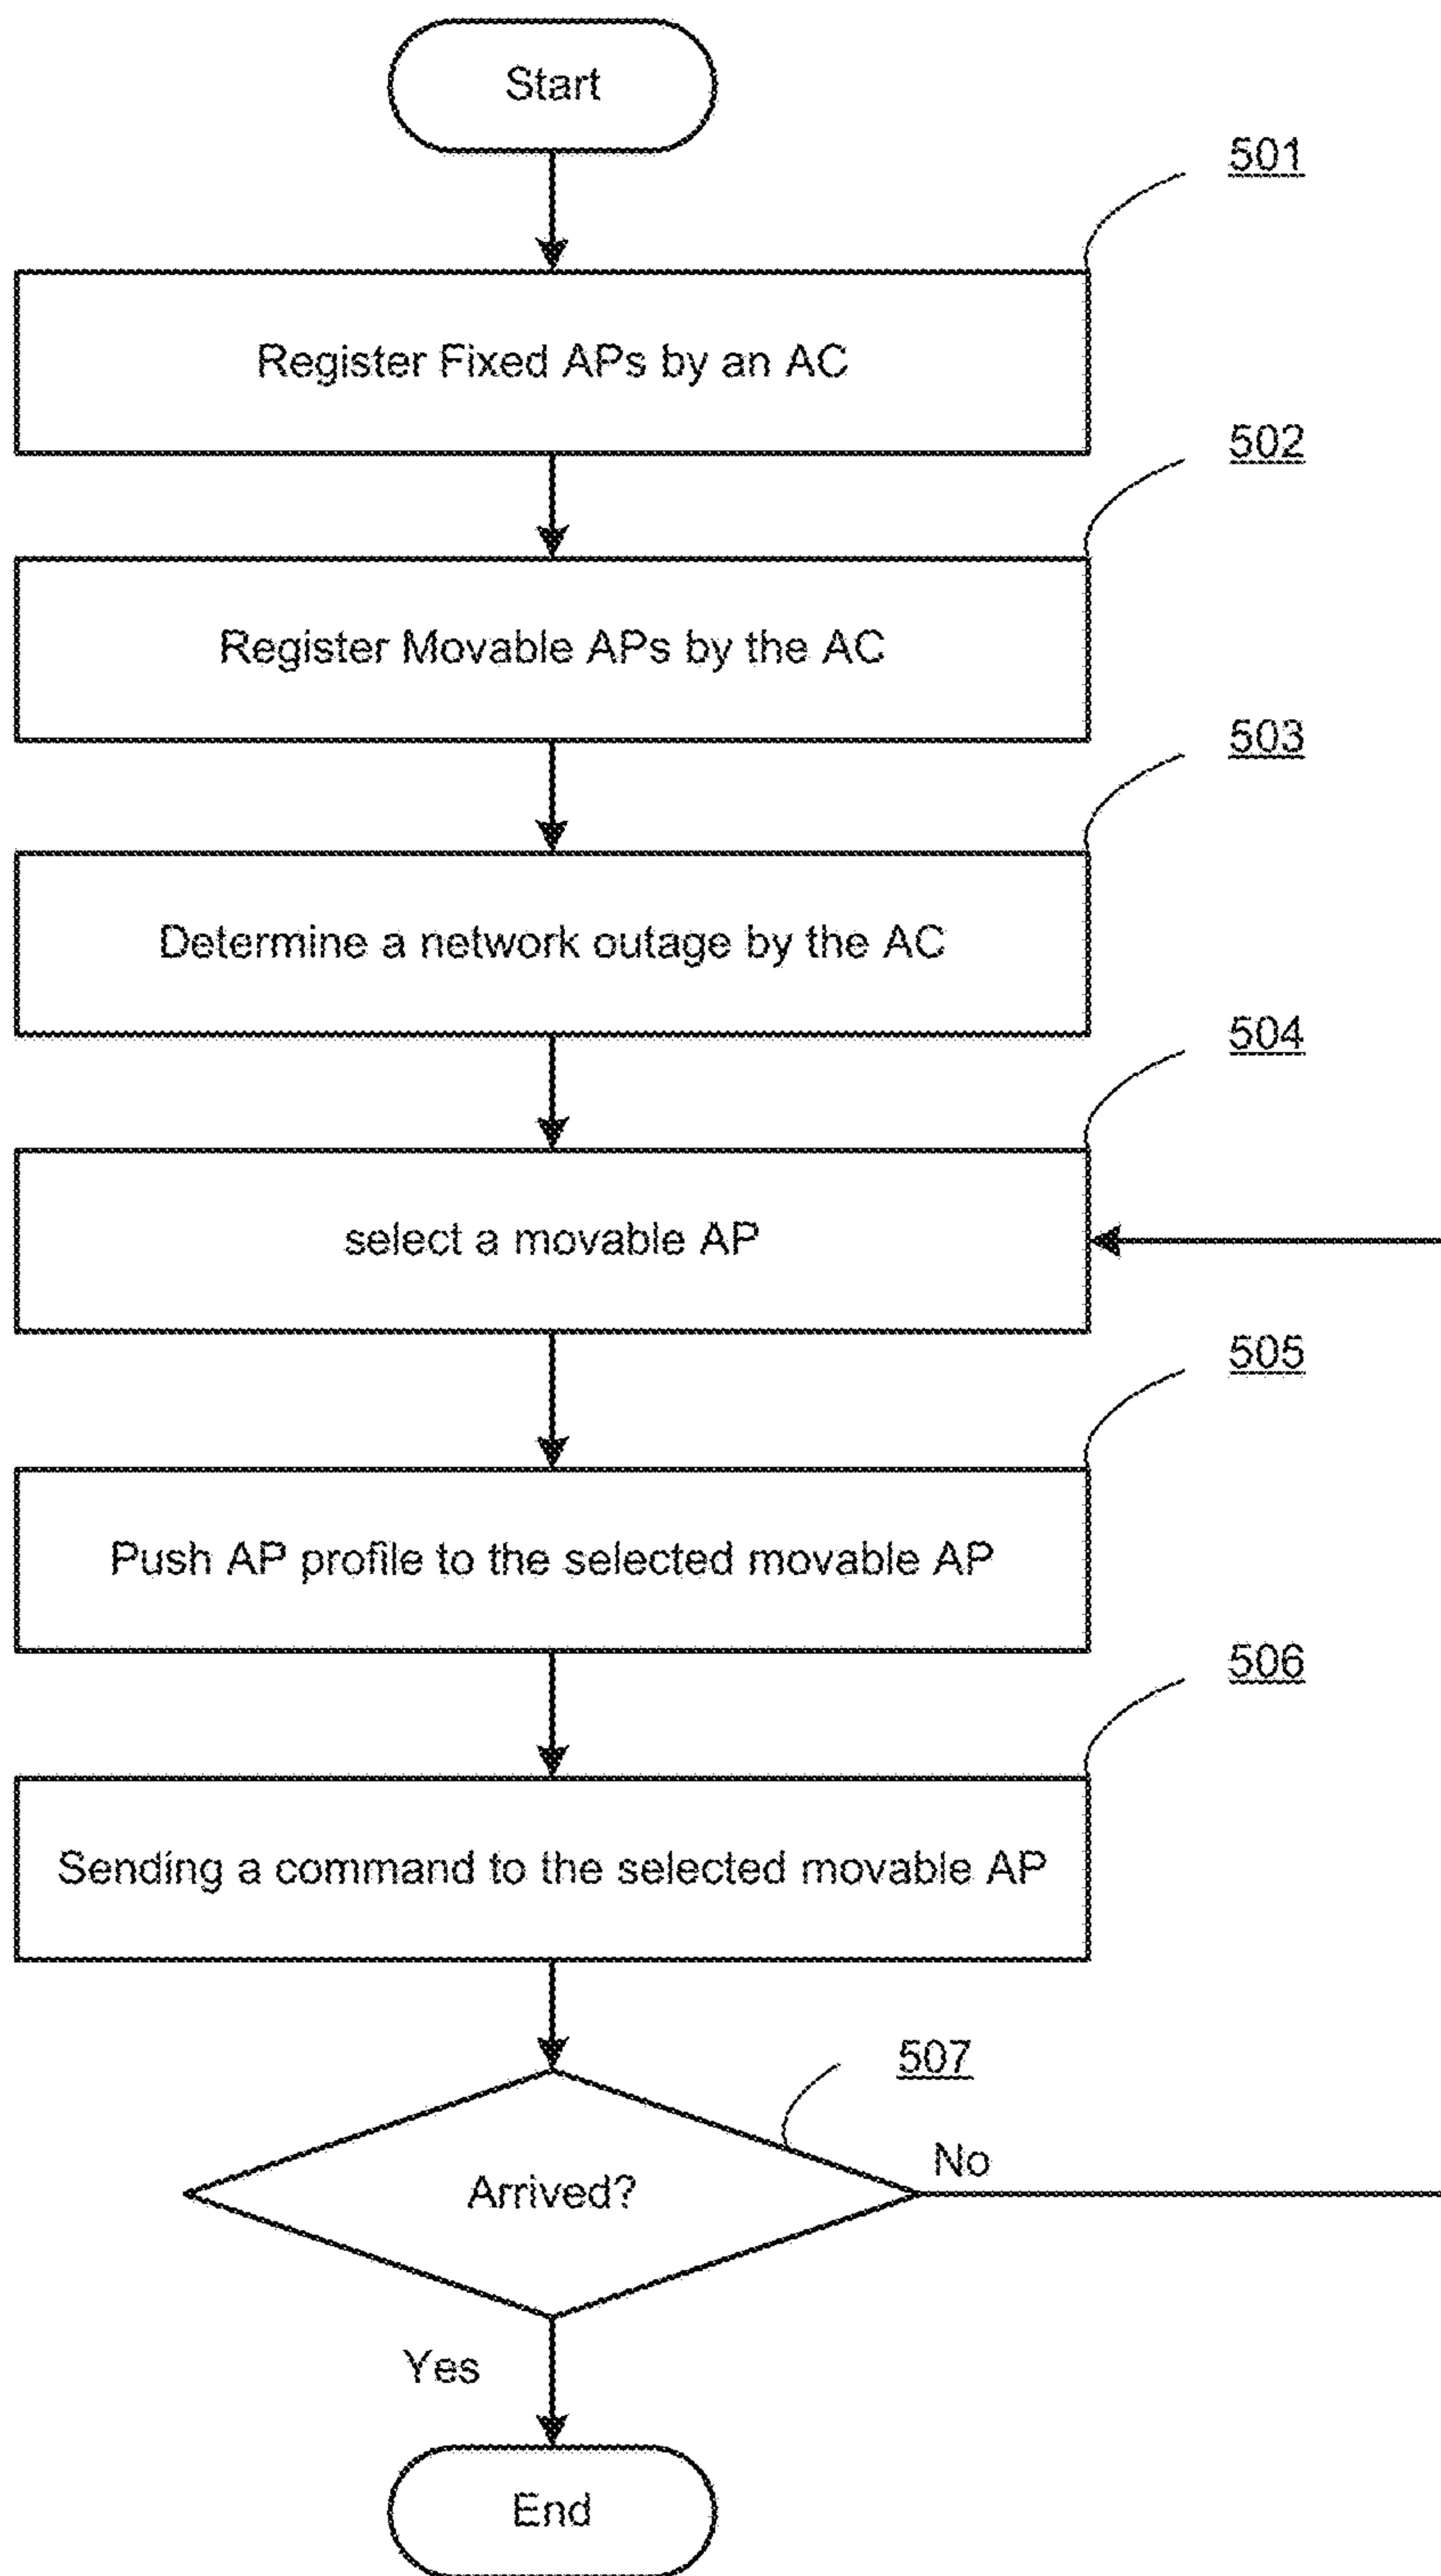 Start
501
Register Fixed APs by an AC
502
Register Movable APs by the AC
503
Determine a network outage by the AC
504
select a movable AP
505
Push AP profile to the selected movable AP
506
Sending a command to the selected movable AP
507
Arrived?
No
Yes
End